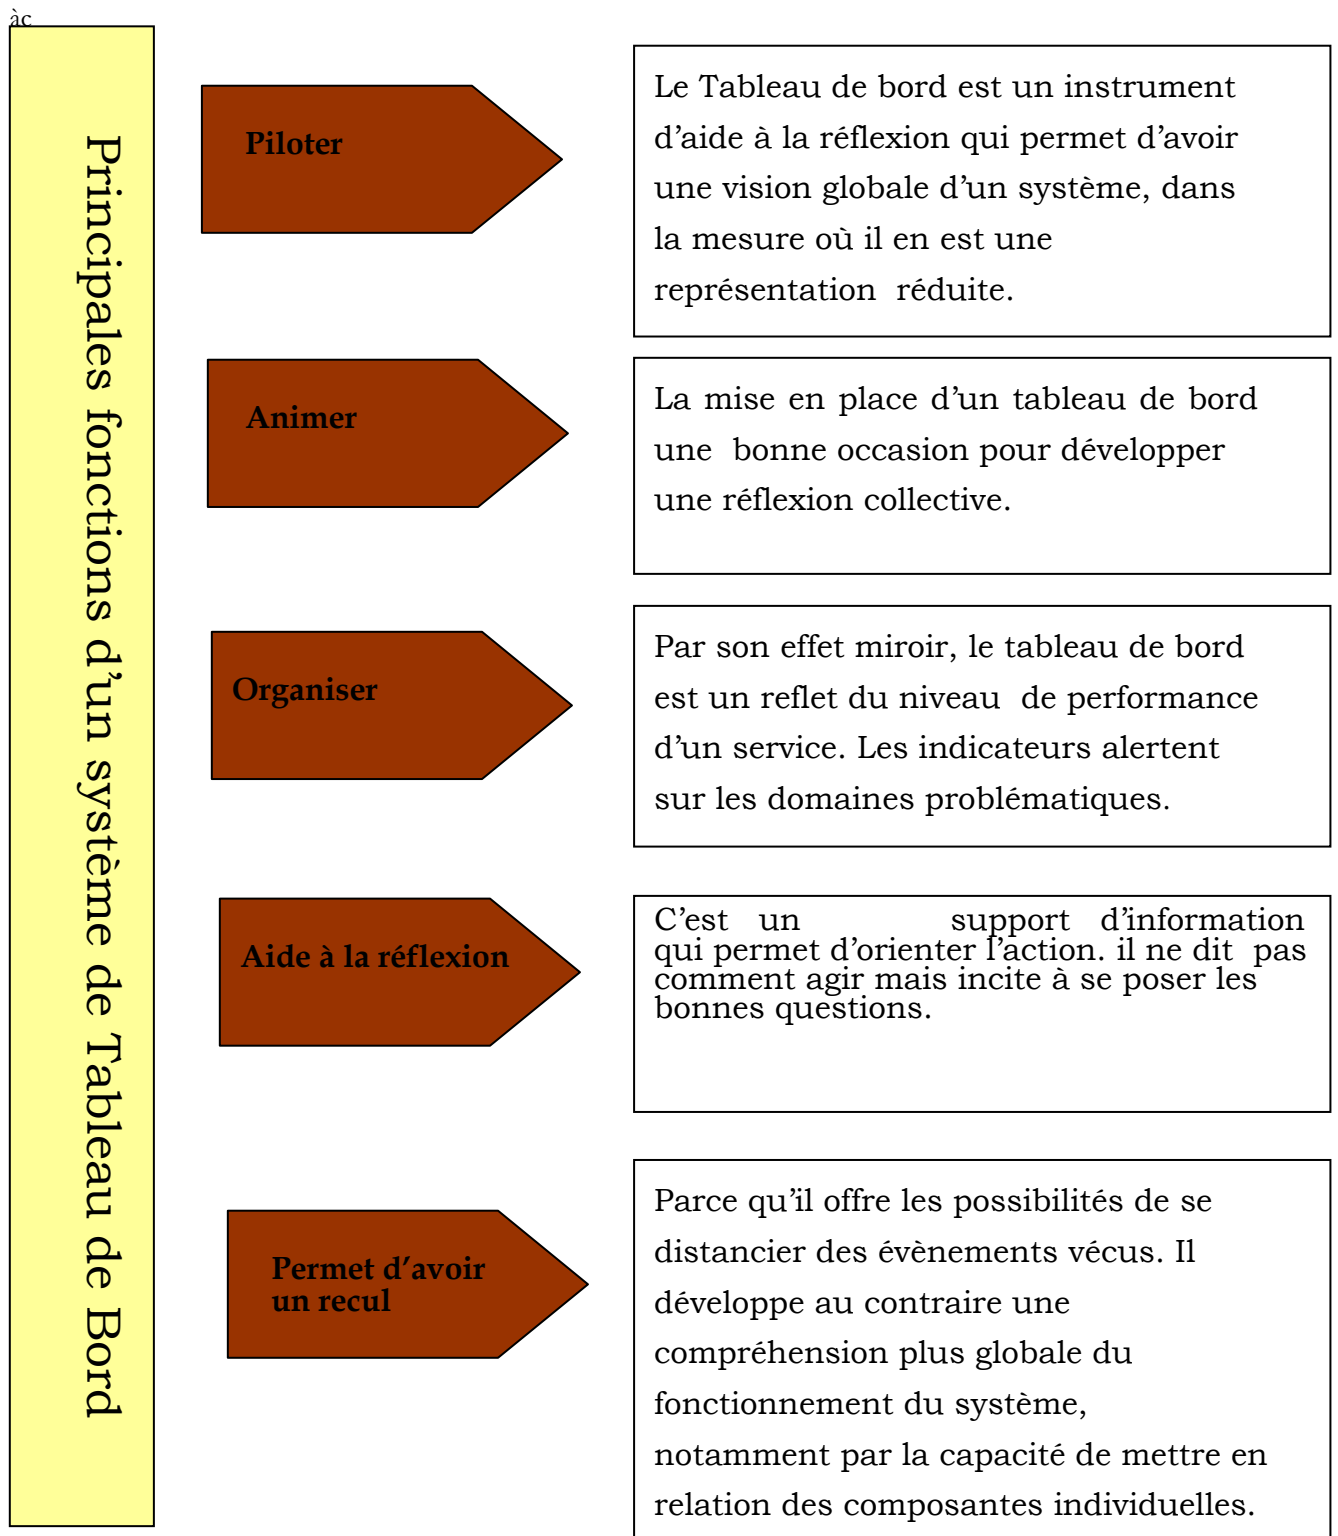 àc
Principales fonctions d’un système de Tableau de Bord
Piloter
Le Tableau de bord est un instrument
d’aide à la réflexion qui permet d’avoir
une vision globale d’un système, dans
la mesure où il en est une
représentation  réduite.
Animer
La mise en place d’un tableau de bord
une  bonne occasion pour développer
une réflexion collective.
Organiser
Par son effet miroir, le tableau de bord
est un reflet du niveau  de performance
d’un service. Les indicateurs alertent
sur les domaines problématiques.
Aide à la réflexion
C’est un support d’information
qui permet d’orienter l’action. il ne dit  pas
comment agir mais incite à se poser les
bonnes questions.
Permet d’avoir
un recul
Parce qu’il offre les possibilités de se
distancier des évènements vécus. Il
développe au contraire une
compréhension plus globale du
fonctionnement du système,
notamment par la capacité de mettre en
relation des composantes individuelles.